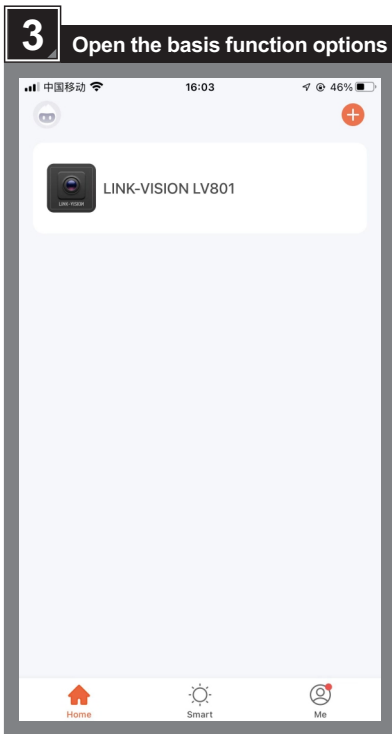 3
Open the basis function options
中国移动
16:03
46%
LINK-VISION
LINK-VISION LV801
Home
Smart
Me